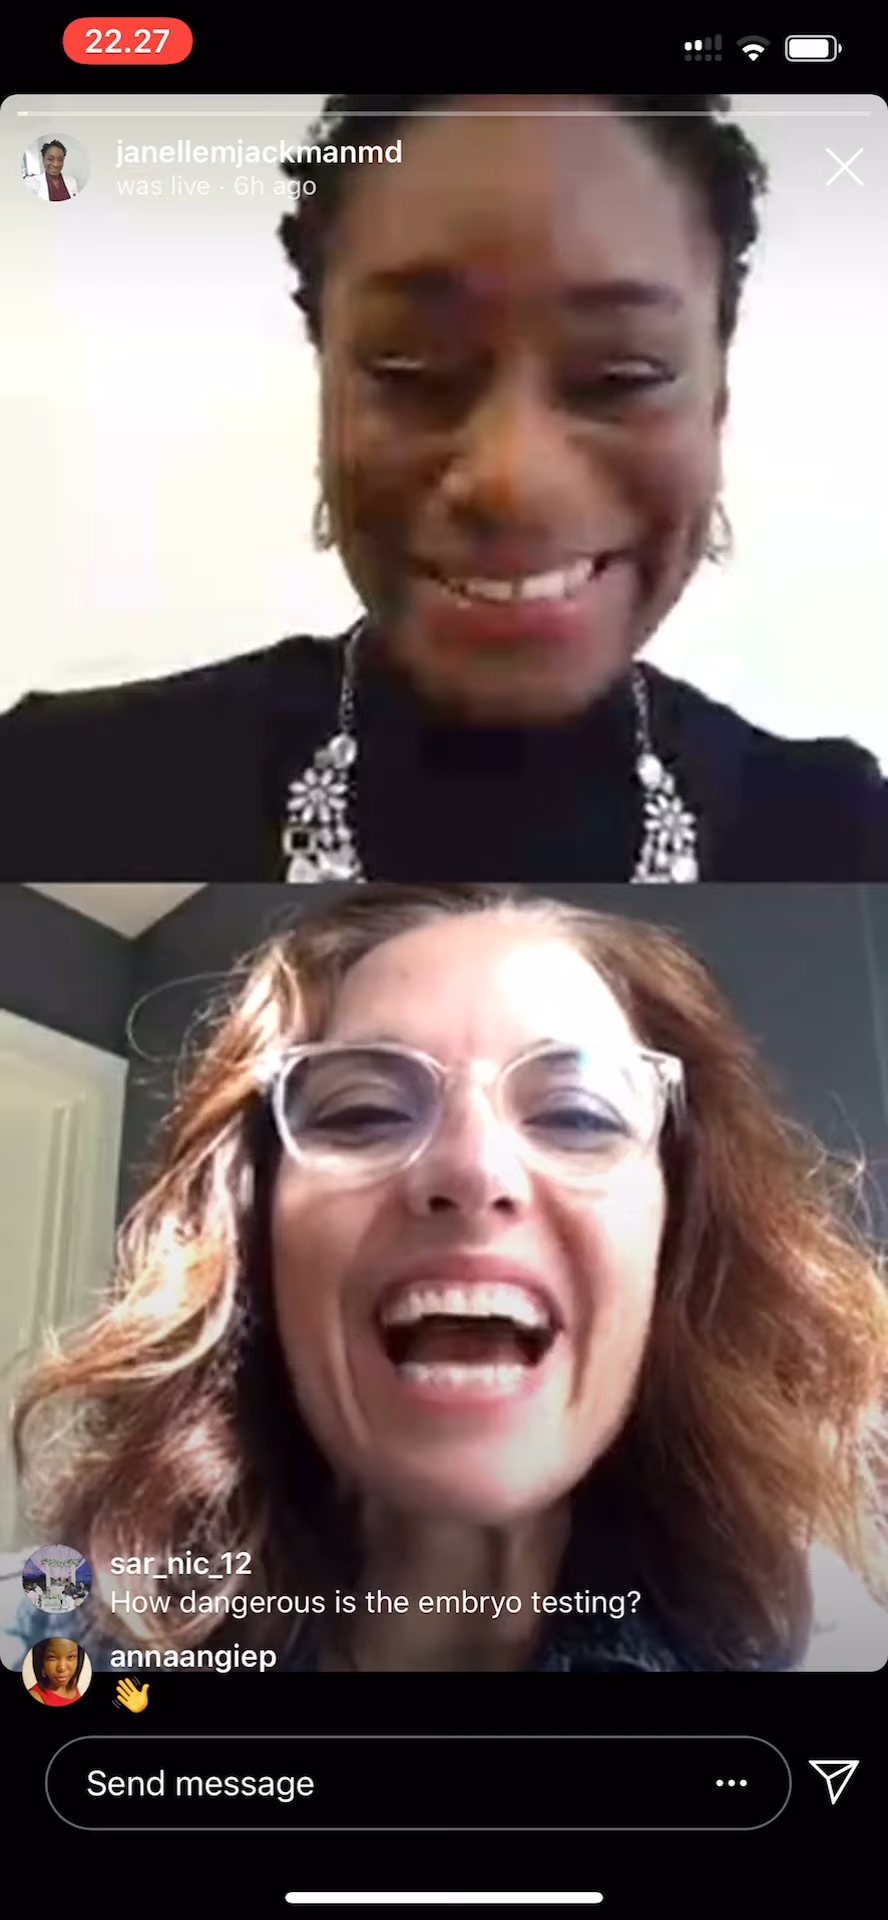 22.27
janellemjackmanmd
was live · 6h ago
sar_nic_12
How dangerous is the embryo testing?
annaangiep
👋
Send message